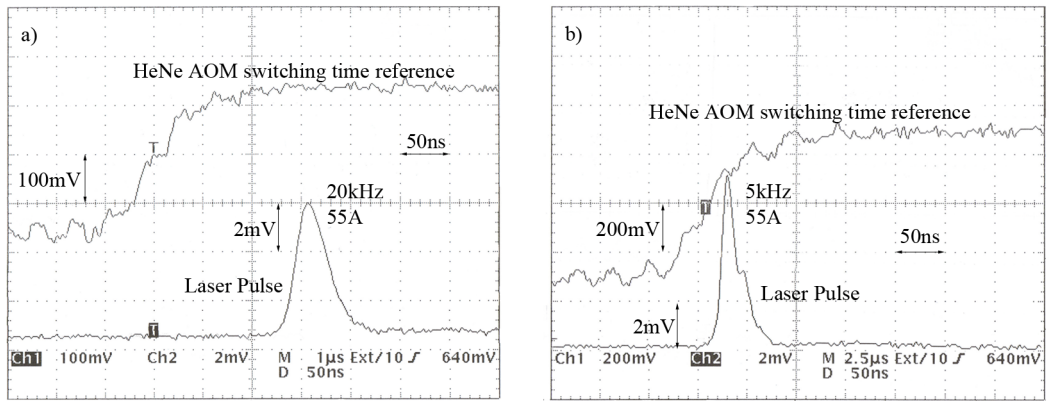 a)
HeNe AOM switching time reference
T
50ns
100mV
20kHz
55A
2mV
Laser Pulse
T
Ch1 100mV Ch2 2mV M 1µs Ext/10 640mV
D 50ns
b)
HeNe AOM switching time reference
5kHz
T
55A
200mV
50ns
Laser Pulse
2mV
Ch1 200mV Ch2 2mV M 2.5µs Ext/10 640mV
D 50ns